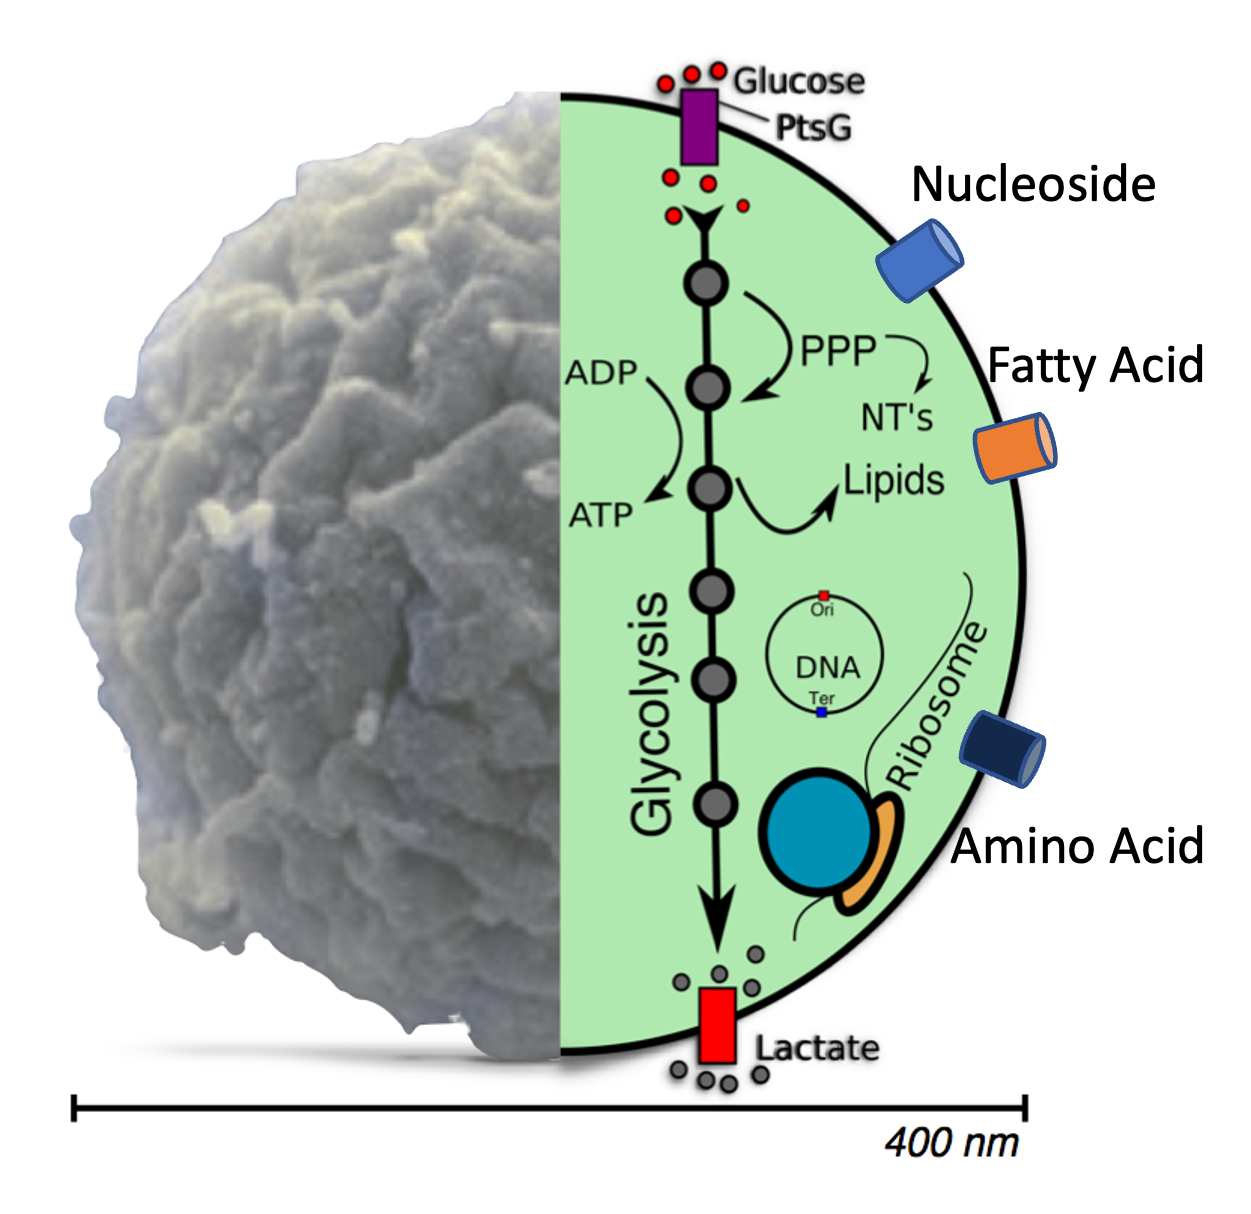 Glucose
PtsG
Nucleoside
PPP
Fatty Acid
ADP
NT's
Lipids
ATP
Glycolysis
Ori
DNA
Ter
Ribosome
Amino Acid
Lactate
400 nm